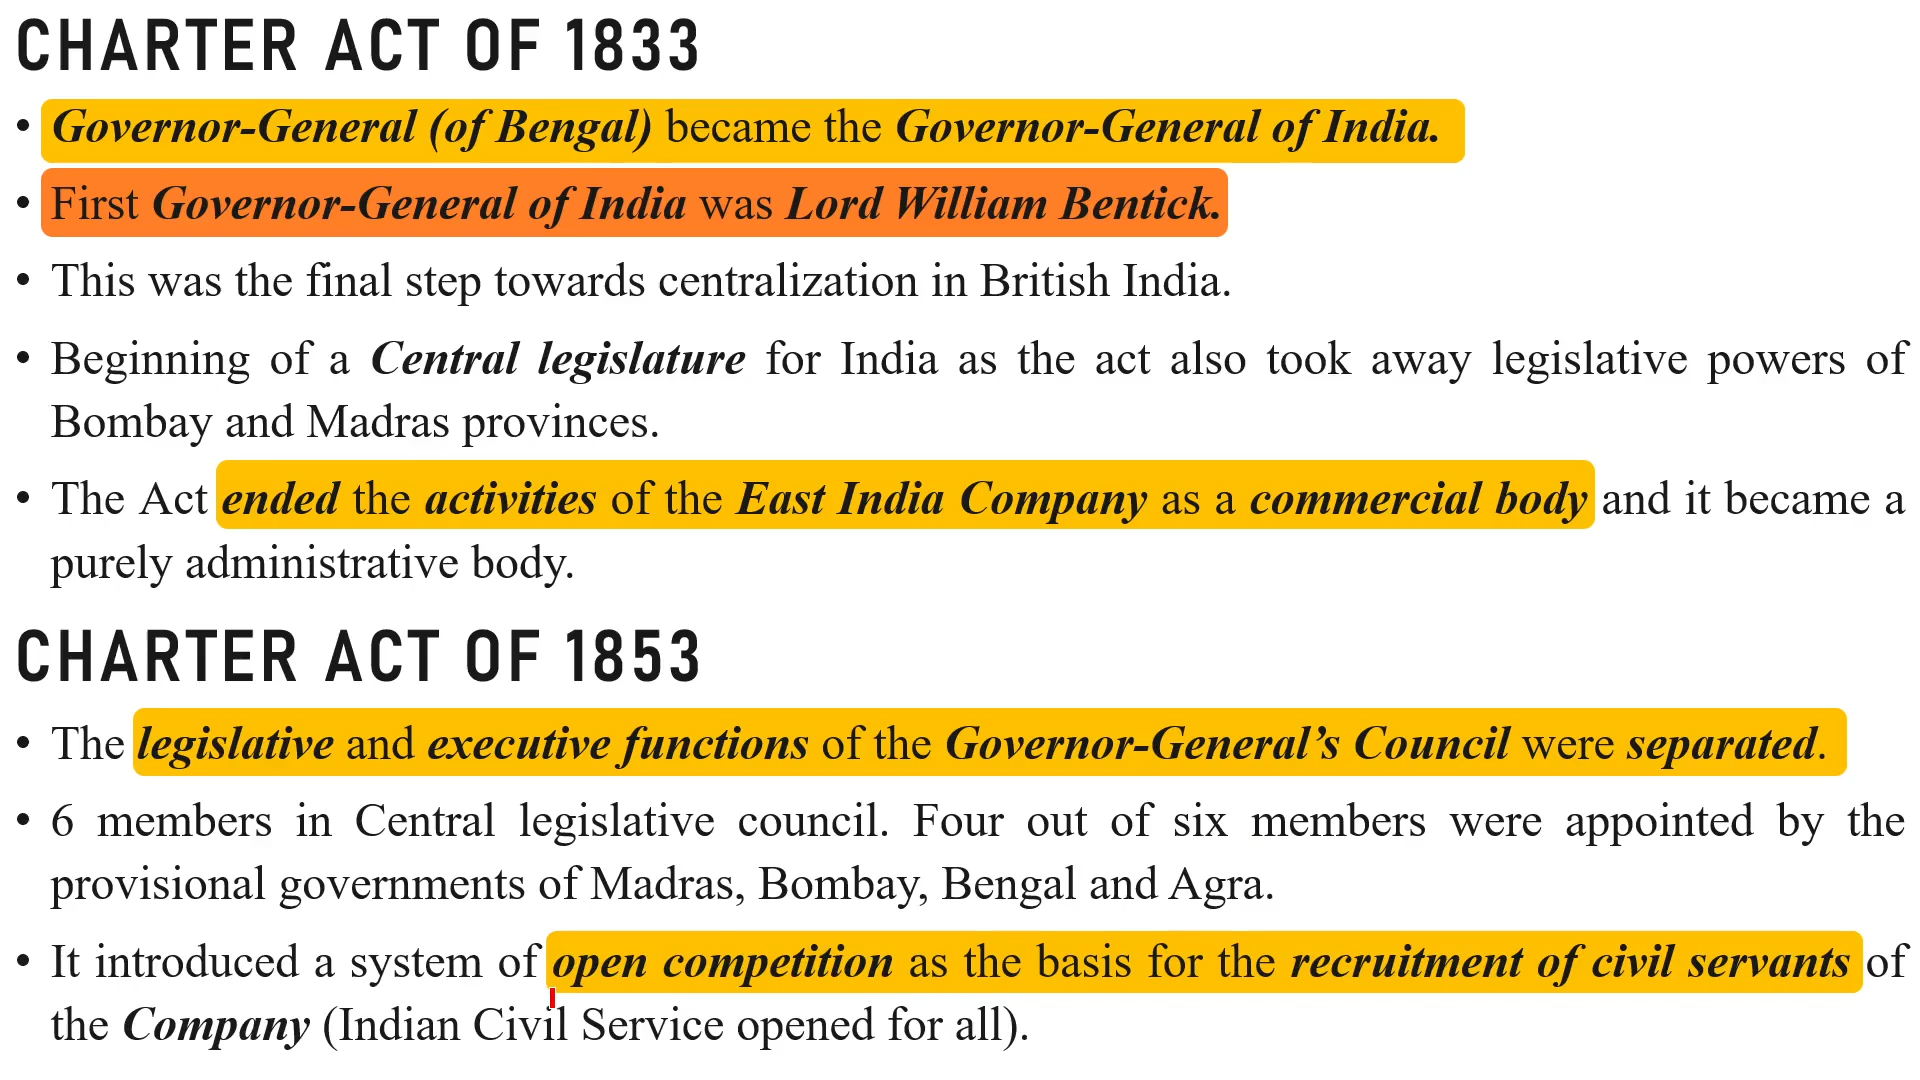 CHARTER ACT OF 1833
• Governor-General (of Bengal) became the Governor-General of India.
• First Governor-General of India was Lord William Bentick.
• This was the final step towards centralization in British India.
• Beginning of a Central legislature for India as the act also took away legislative powers of
Bombay and Madras provinces.
• The Act ended the activities of the East India Company as a commercial body and it became a
purely administrative body.
CHARTER ACT OF 1853
• The legislative and executive functions of the Governor-General’s Council were separated.
• 6 members in Central legislative council. Four out of six members were appointed by the
provisional governments of Madras, Bombay, Bengal and Agra.
• It introduced a system of open competition as the basis for the recruitment of civil servants of
the Company (Indian Civil Service opened for all).